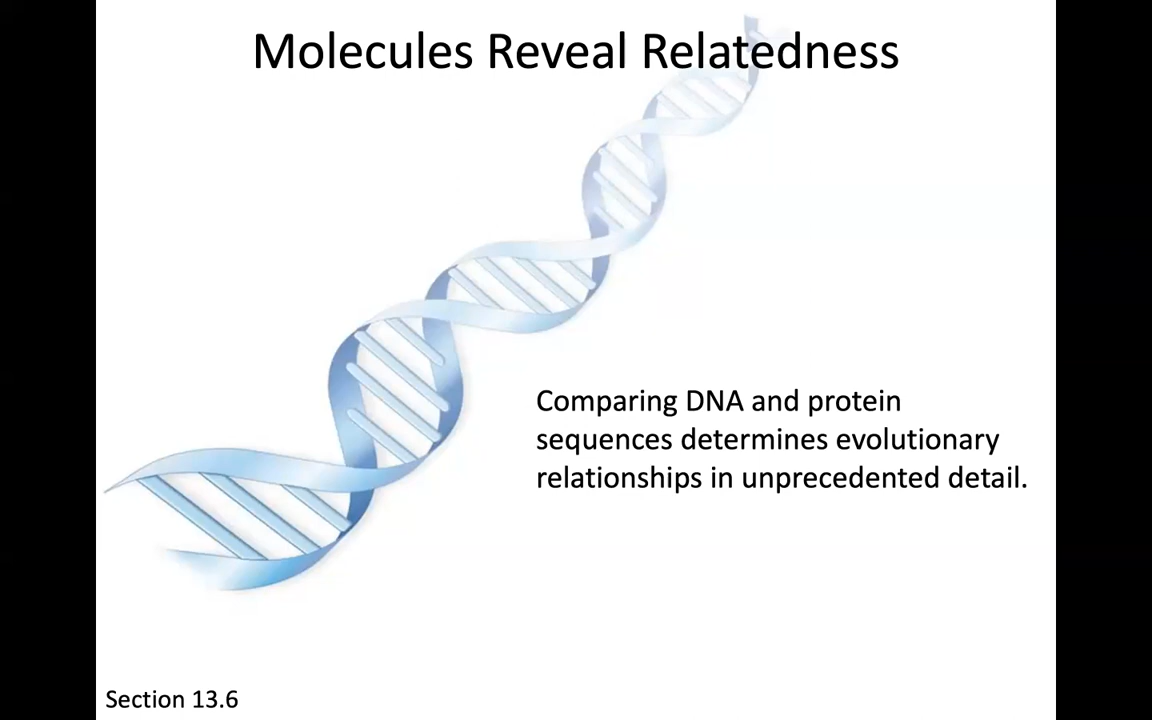 Molecules Reveal Relatedness
Comparing DNA and protein
sequences determines evolutionary
relationships in unprecedented detail.
Section 13.6